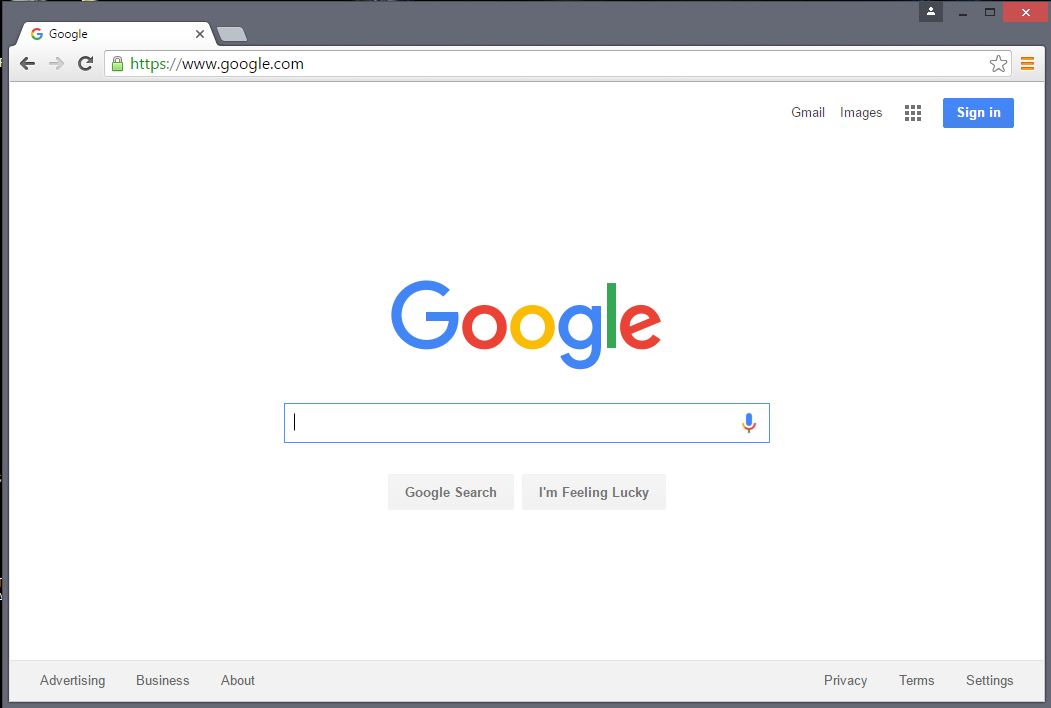 Google
https://www.google.com
Gmail Images Sign in
Google
Google Search I'm Feeling Lucky
Advertising Business About Privacy Terms Settings